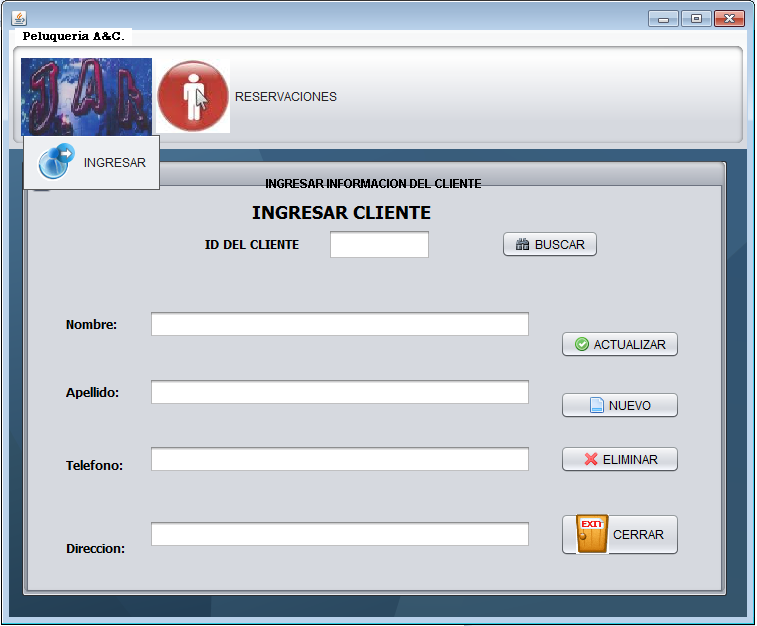 Peluqueria A&C.
JAR
RESERVACIONES
INGRESAR
INGRESAR INFORMACION DEL CLIENTE
INGRESAR CLIENTE
ID DEL CLIENTE
BUSCAR
Nombre:
ACTUALIZAR
Apellido:
NUEVO
Telefono:
ELIMINAR
EXIT
CERRAR
Direccion: